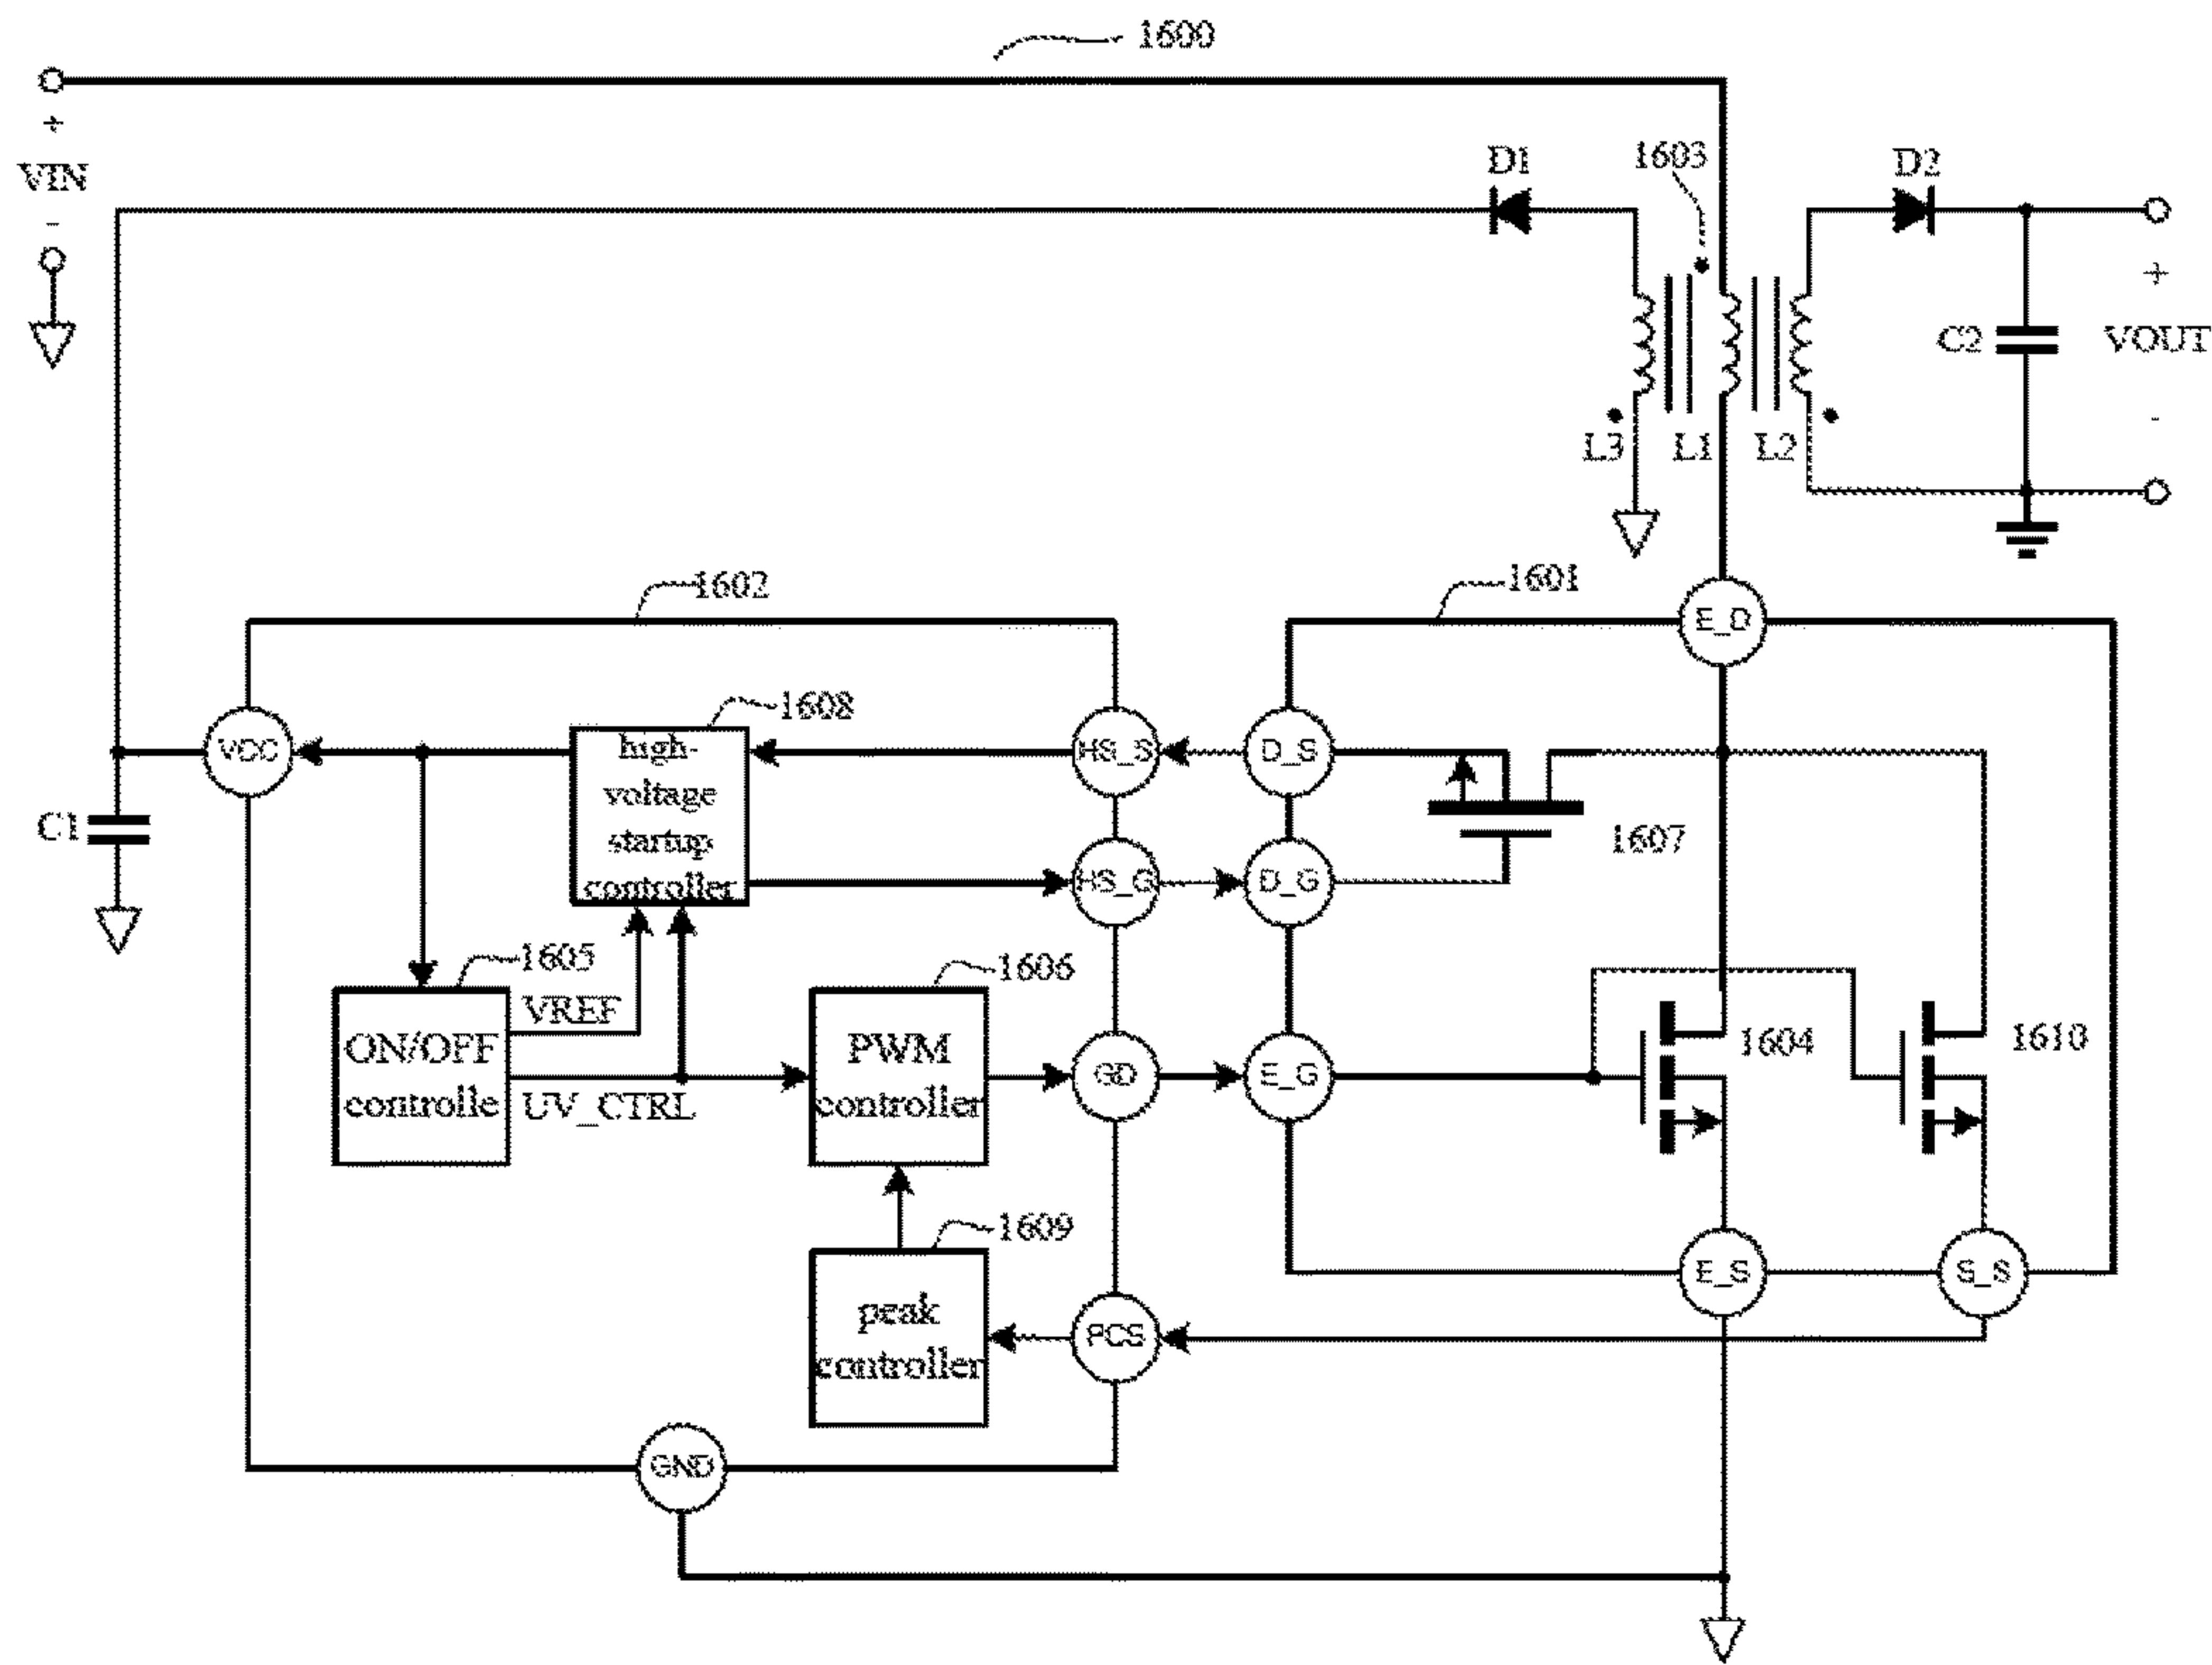 1600
+
VIN
-
D1
1603
D2
+
C2
VOUT
-
L3
L1
L2
1602
1601
E_D
1608
VCC
high-
voltage
startup
controller
HS_S
D_S
C1
1607
HS_G
D_G
1605
1606
VREF
ON/OFF
controlle
UV_CTRL
PWM
controller
GD
E_G
1604
1610
1609
peak
controller
PCS
E_S
S_S
GND